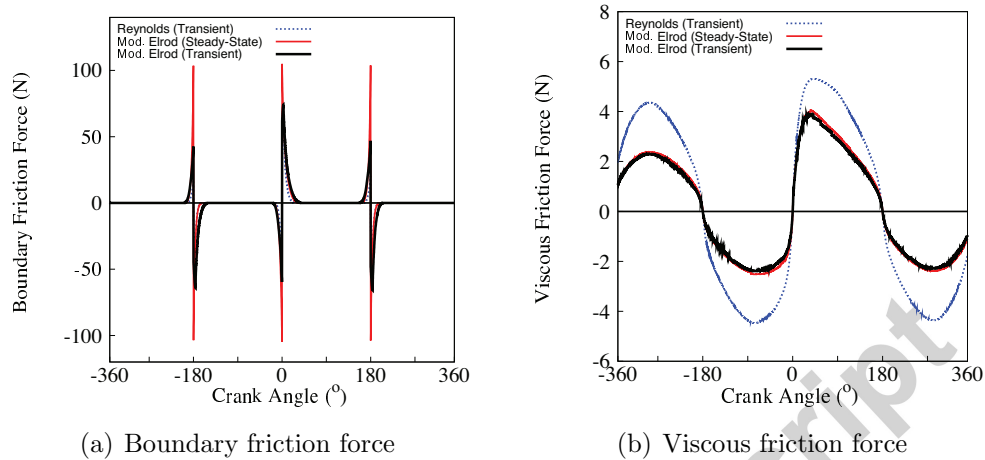 Reynolds (Transient)
Mod. Elrod (Steady-State)
Mod. Elrod (Transient)
Boundary Friction Force (N)
100
50
0
-50
-100
-360
-180
0
180
360
Crank Angle (o)
(a) Boundary friction force
Reynolds (Transient)
Mod. Elrod (Steady-State)
Mod. Elrod (Transient)
Viscous Friction Force (N)
8
6
4
2
0
-2
-4
-6
-360
-180
0
180
360
Crank Angle (o)
(b) Viscous friction force
cript